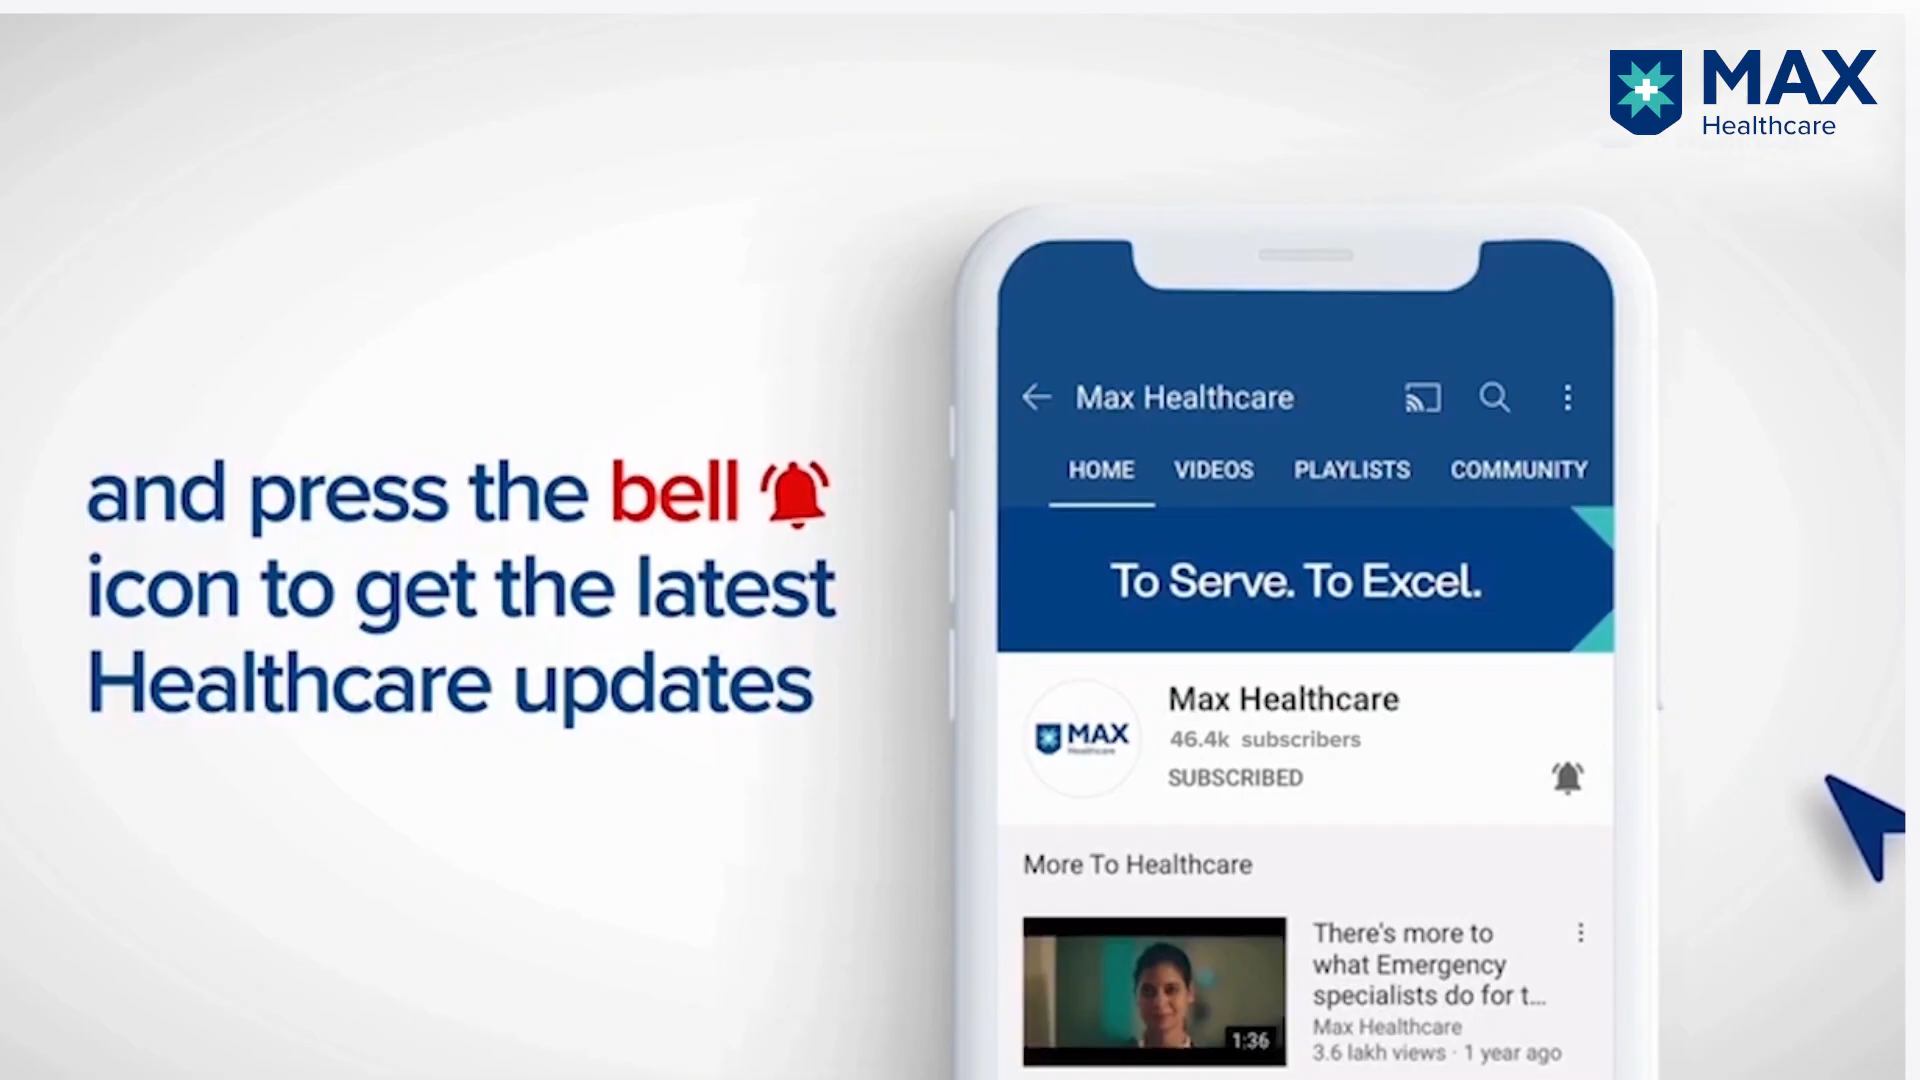 MAX
Healthcare
and press the bell
icon to get the latest
Healthcare updates
Max Healthcare
HOME VIDEOS PLAYLISTS COMMUNITY
To Serve. To Excel.
MAX
Healthcare
Max Healthcare
46.4k subscribers
SUBSCRIBED
More To Healthcare
There's more to
what Emergency
specialists do for t...
Max Healthcare
3.6 lakh views · 1 year ago
1:36